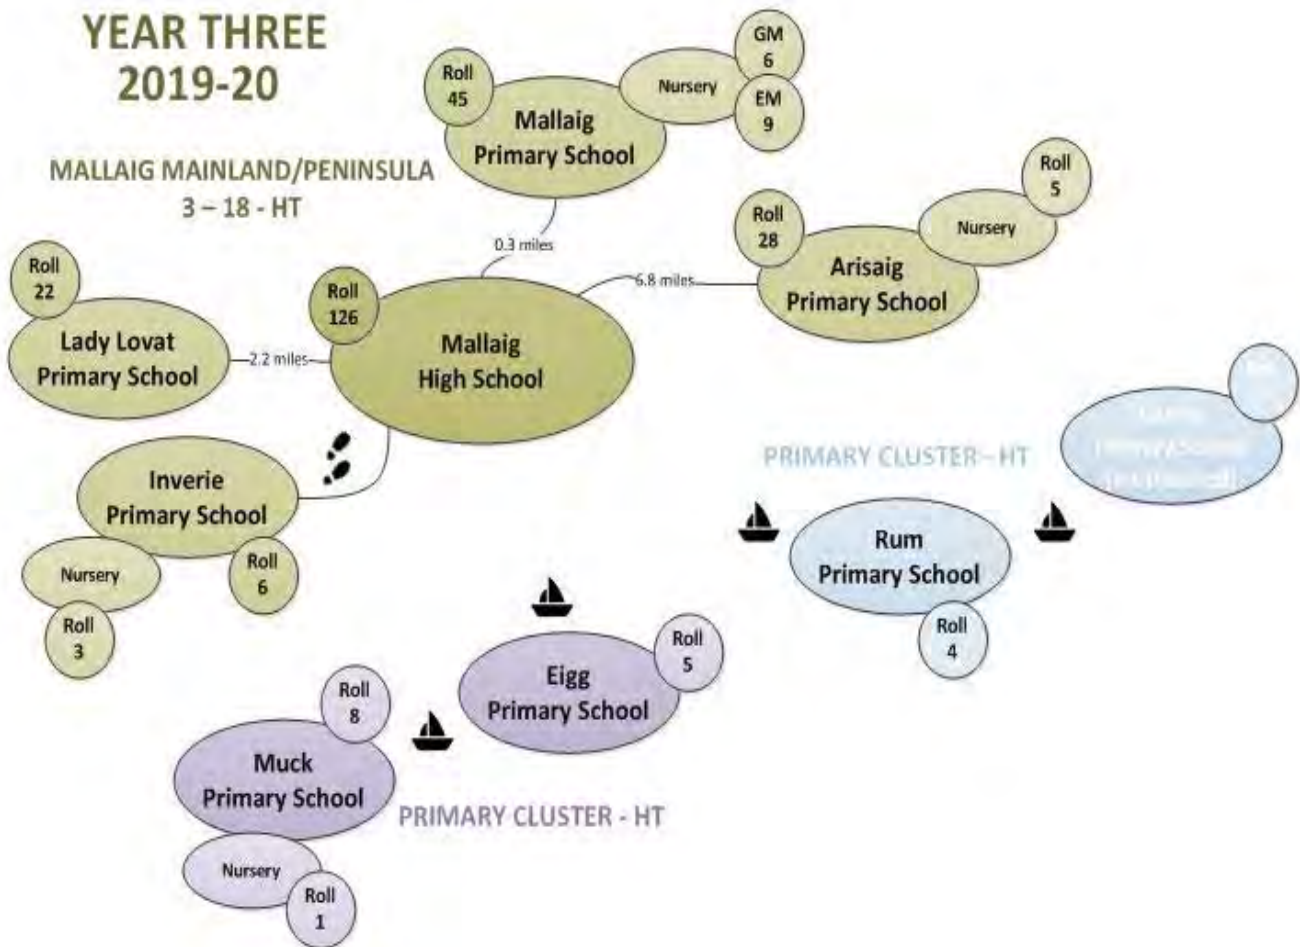 YEAR THREE
2019-20
MALLAIG MAINLAND/PENINSULA
3 – 18 - HT
Roll
45
Mallaig
Primary School
Nursery
GM
6
EM
9
0.3 miles
Roll
28
Arisaig
Primary School
Nursery
Roll
5
6.8 miles
Roll
22
Lady Lovat
Primary School
2.2 miles
Roll
126
Mallaig
High School
Inverie
Primary School
Nursery
Roll
3
Roll
6
PRIMARY CLUSTER - HT
Primary School
Rum
Primary School
Roll
4
Eigg
Primary School
Roll
5
Roll
8
Muck
Primary School
PRIMARY CLUSTER - HT
Nursery
Roll
1